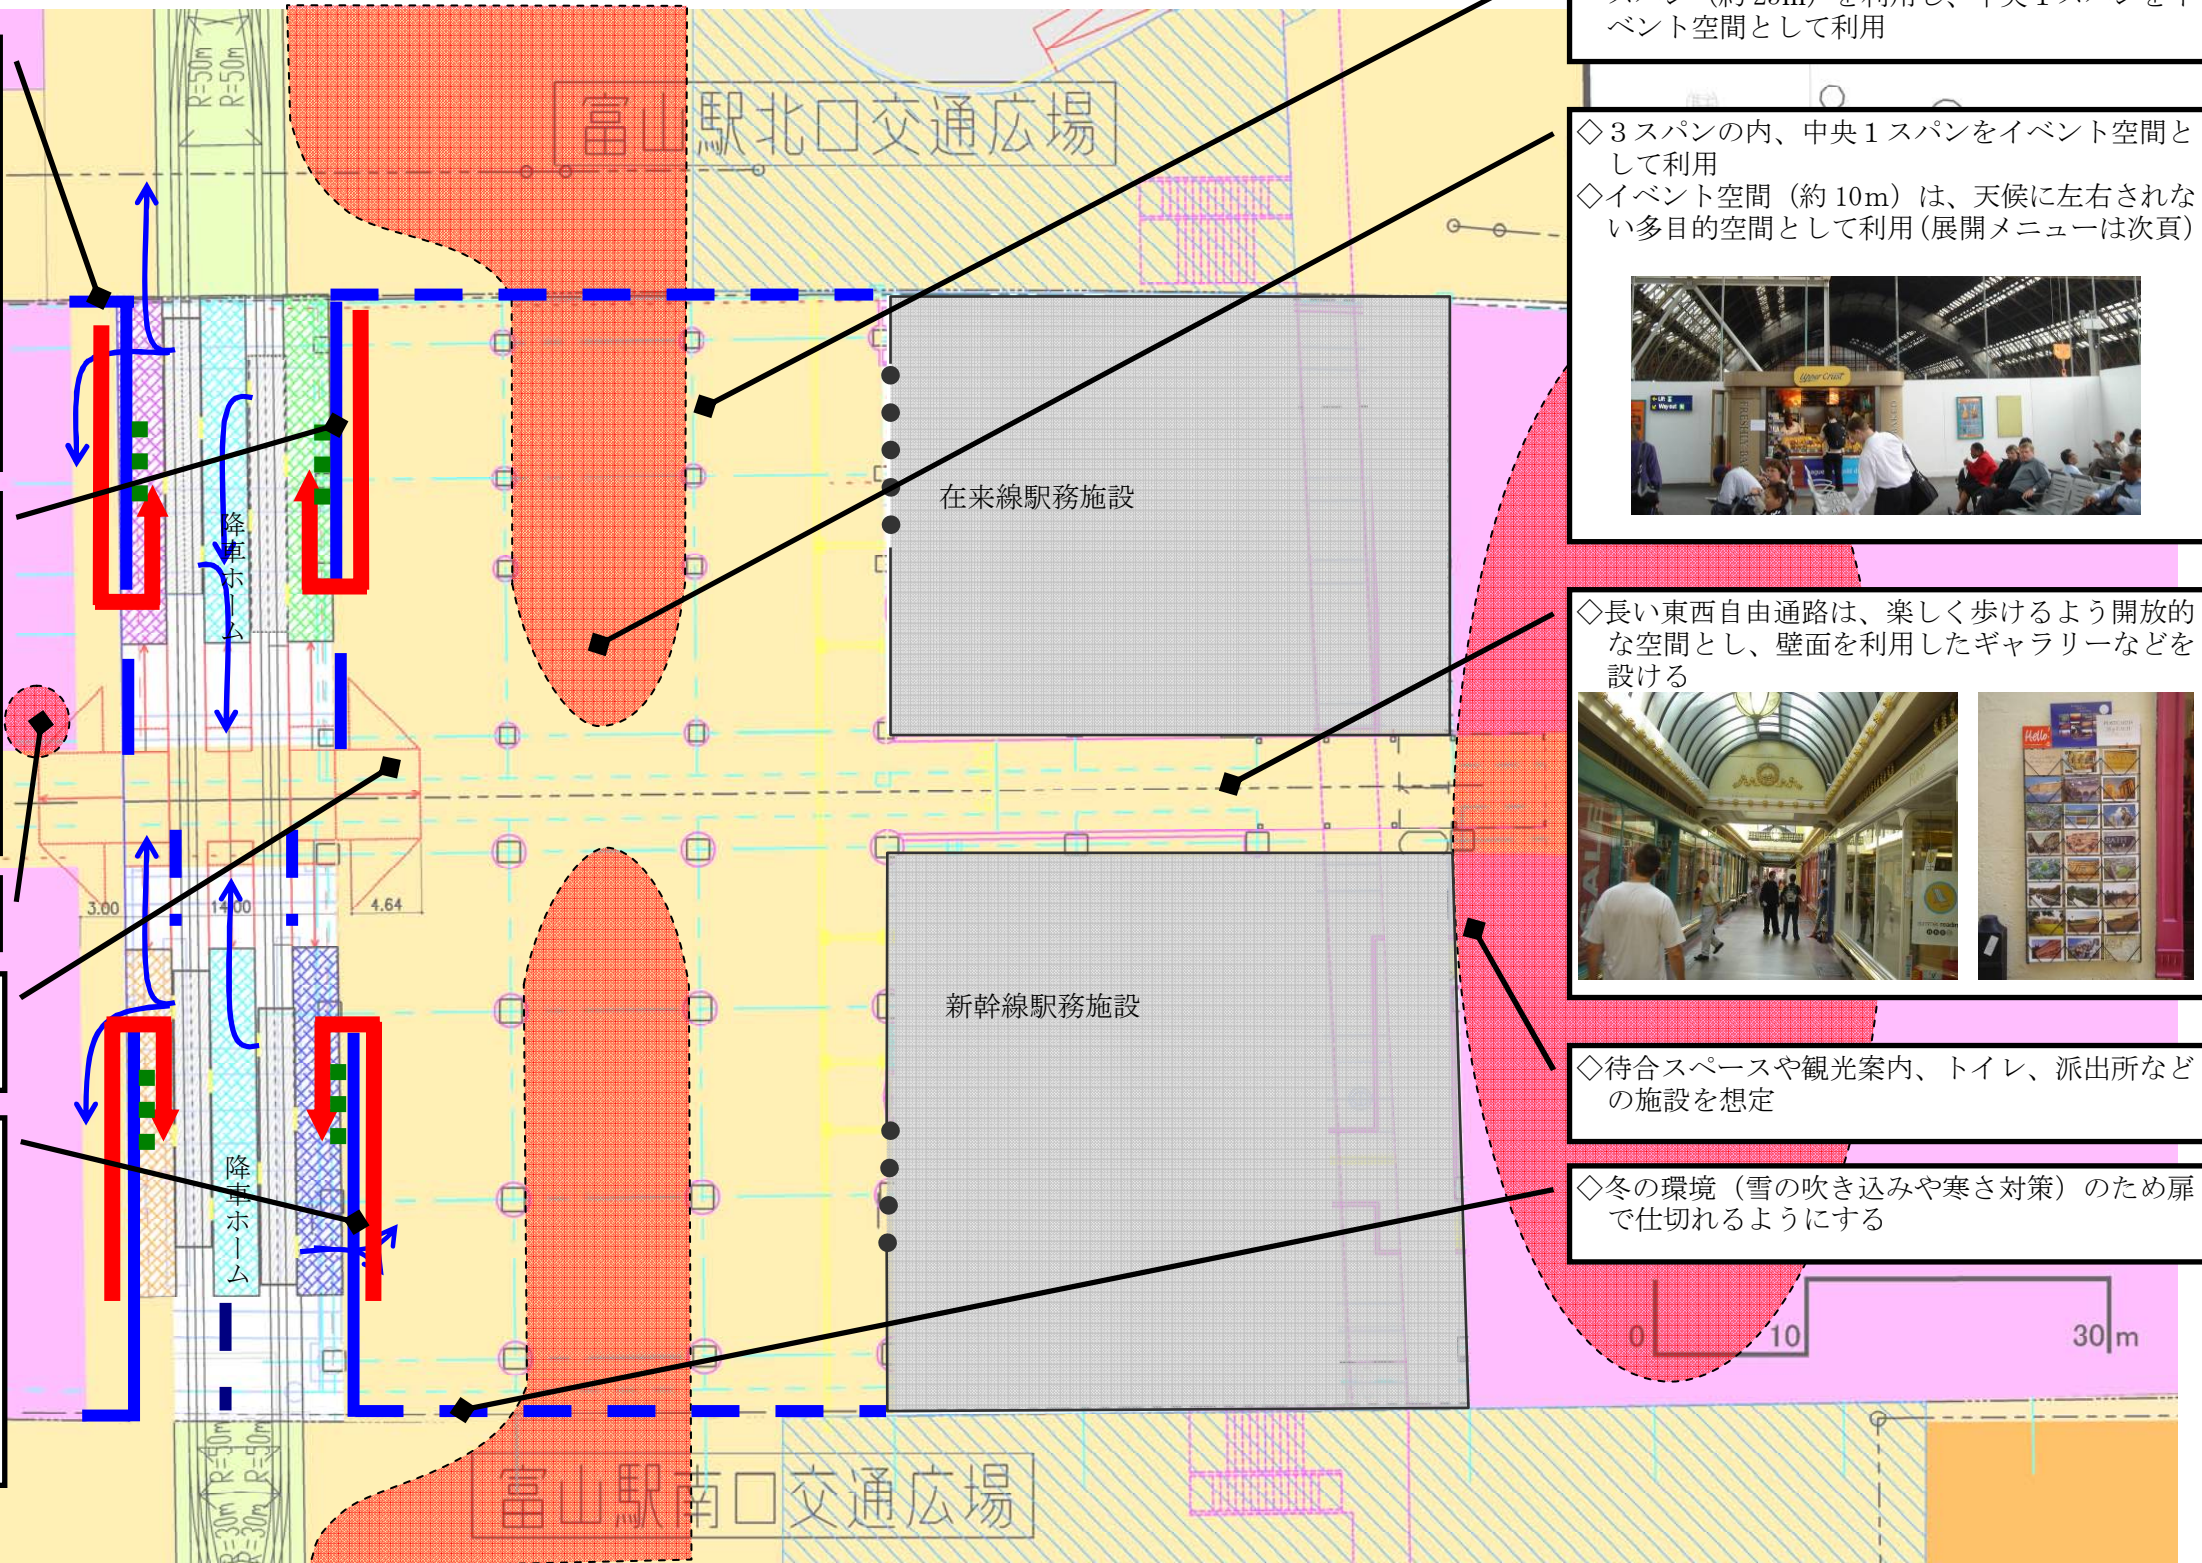 ベント空間として利用
◇３スパンの内、中央１スパンをイベント空間と
して利用
◇イベント空間（約10m）は、天候に左右されな
い多目的空間として利用（展開メニューは次頁）
Upper Crust
◇長い東西自由通路は、楽しく歩けるよう開放的
な空間とし、壁面を利用したギャラリーなどを
設ける
Hello!
◇待合スペースや観光案内、トイレ、派出所など
の施設を想定
◇冬の環境（雪の吹き込みや寒さ対策）のため扉
で仕切れるようにする
0 10 30m
R=50m
R=50m
富山駅北口交通広場
在来線駅務施設
降車ホーム
3.00
14.00
4.64
新幹線駅務施設
降車ホーム
R=50m
R=50m
R=30m
R=30m
富山駅南口交通広場